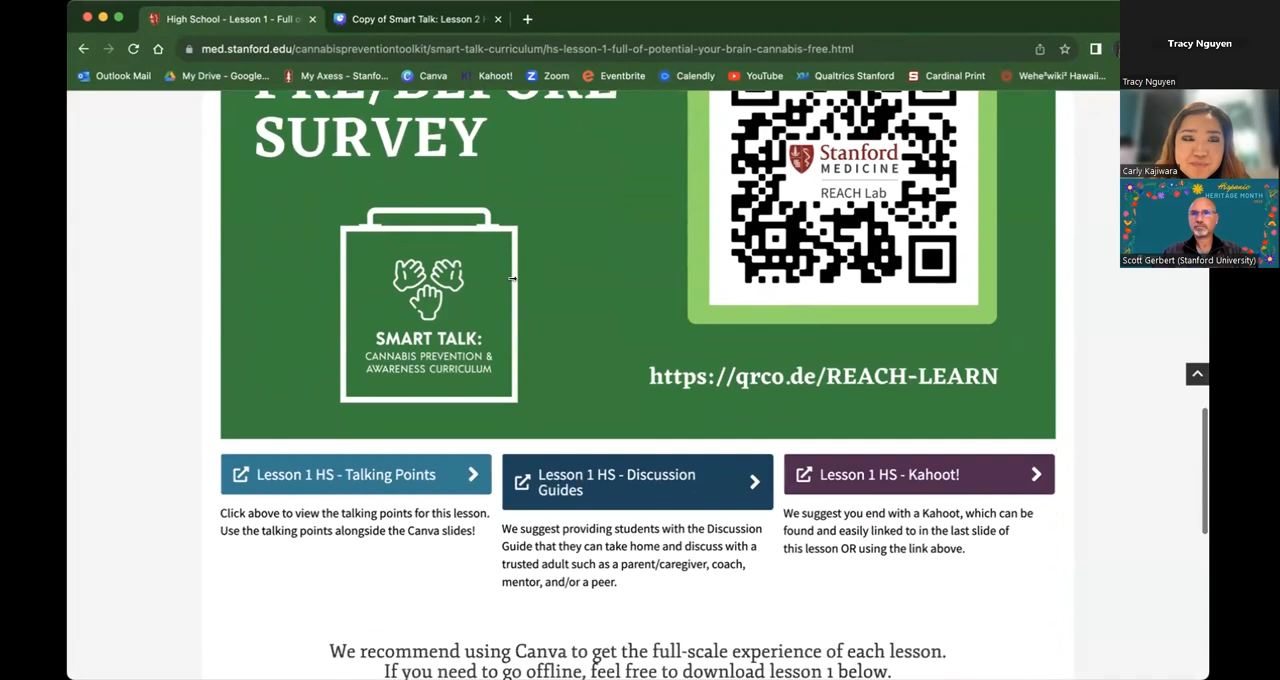 High School - Lesson 1 - Full o
Copy of Smart Talk: Lesson 2 H
med.stanford.edu/cannabispreventiontoolkit/smart-talk-curriculum/hs-lesson-1-full-of-potential-your-brain-cannabis-free.html
Outlook Mail
My Drive - Google...
My Axess - Stanfo...
Canva
Kahoot!
Zoom
Eventbrite
Calendly
YouTube
Qualtrics Stanford
Cardinal Print
Wehe²wiki² Hawaii...
PRE/BEFORE
SURVEY
SMART TALK:
CANNABIS PREVENTION &
AWARENESS CURRICULUM
Stanford
MEDICINE
REACH Lab
https://qrco.de/REACH-LEARN
Lesson 1 HS - Talking Points
Click above to view the talking points for this lesson.
Use the talking points alongside the Canva slides!
Lesson 1 HS - Discussion
Guides
We suggest providing students with the Discussion
Guide that they can take home and discuss with a
trusted adult such as a parent/caregiver, coach,
mentor, and/or a peer.
Lesson 1 HS - Kahoot!
We suggest you end with a Kahoot, which can be
found and easily linked to in the last slide of
this lesson OR using the link above.
We recommend using Canva to get the full-scale experience of each lesson.
If you need to go offline, feel free to download lesson 1 below.
Tracy Nguyen
Tracy Nguyen
Carly Kajiwara
Hispanic
HERITAGE MONTH
Scott Gerbert (Stanford University)